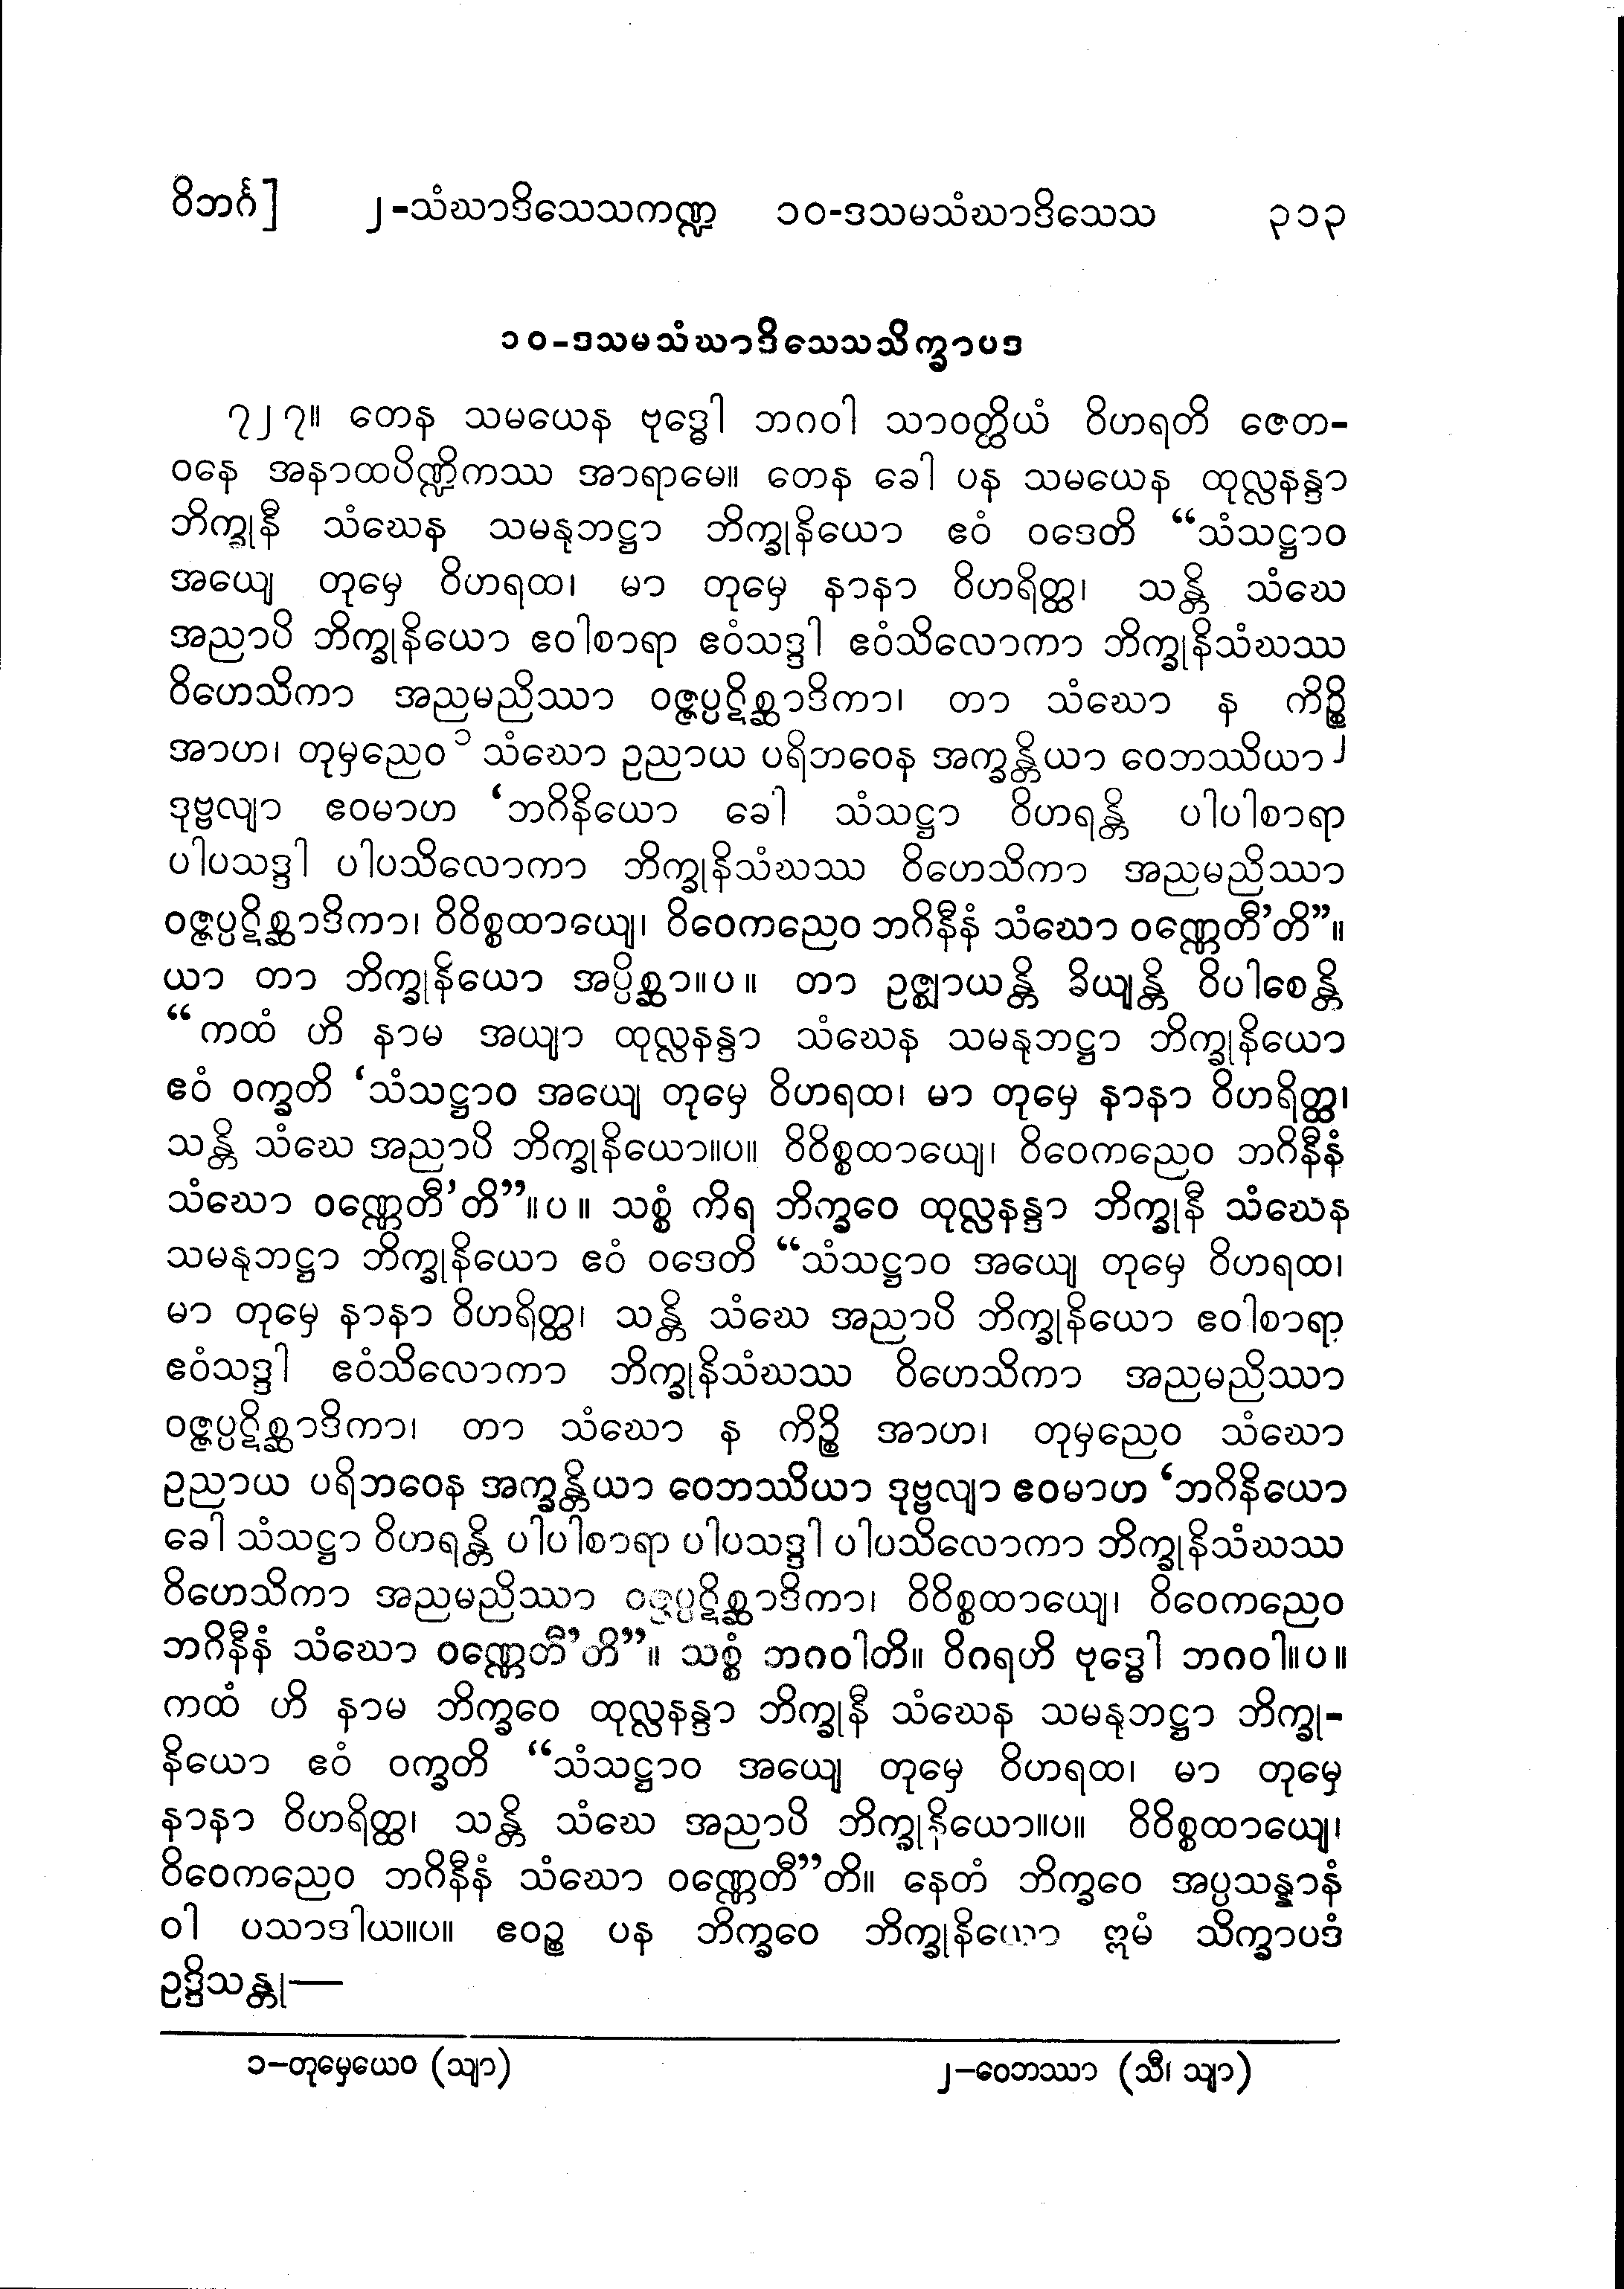 ဝိဘင်္ဂ]	၂-သံဃာဒိသေသကဏ္ဍ	၁၀-ဒသမသံဃာဒိသေသ	၃၁၃
၁၀-ဒသမသံဃာဒိသေသသိက္ခာပဒ
၇၂၇။ တေန သမယေန ဗုဒ္ဓေါ ဘဂဝါ သာဝတ္ထိယံ ဝိဟရတိ ဇေတ-
ဝနေ အနာထပိဏ္ဍိကဿ အာရာမေ။ တေန ခေါ ပန သမယေန ထုလ္လနန္ဒာ
ဘိက္ခုနီ သံဃေန သမနုဘဋ္ဌာ ဘိက္ခုနိယော ဧဝံ ဝဒေတိ “သံသဋ္ဌာဝ
အယျေ တုမှေ ဝိဟရထ၊ မာ တုမှေ နာနာ ဝိဟရိတ္ထ၊ သန္တိ သံဃေ
အညာပိ ဘိက္ခုနိယော ဧဝါစာရာ ဧဝံသဒ္ဒါ ဧဝံသိလောကာ ဘိက္ခုနိသံဃဿ
ဝိဟေသိကာ အညမညိဿာ ဝဇ္ဇပ္ပဋိစ္ဆာဒိကာ၊ တာ သံဃော န ကိဉ္စိ
အာဟ၊ တုမှညေဝ ၁ သံဃော ဥညာယ ပရိဘဝေန အက္ခန္တိယာ ဝေဘဿိယာ ၂
ဒုဗ္ဗလျာ ဧဝမာဟ ‘ဘဂိနိယော ခေါ သံသဋ္ဌာ ဝိဟရန္တိ ပါပါစာရာ
ပါပသဒ္ဒါ ပါပသိလောကာ ဘိက္ခုနိသံဃဿ ဝိဟေသိကာ အညမညိဿာ
ဝဇ္ဇပ္ပဋိစ္ဆာဒိကာ၊ ဝိဝိစ္စထာယျေ၊ ဝိဝေကညေဝ ဘဂိနီနံ သံဃော ဝဏ္ဏေတီ’တိ”။
ယာ တာ ဘိက္ခုနိယော အပ္ပိစ္ဆာ။ပ။ တာ ဥဇ္ဈာယန္တိ ခိယျန္တိ ဝိပါစေန္တိ
“ကထံ ဟိ နာမ အယျာ ထုလ္လနန္ဒာ သံဃေန သမနုဘဋ္ဌာ ဘိက္ခုနိယော
ဧဝံ ဝက္ခတိ ‘သံသဋ္ဌာဝ အယျေ တုမှေ ဝိဟရထ၊ မာ တုမှေ နာနာ ဝိဟရိတ္ထ၊
သန္တိ သံဃေ အညာပိ ဘိက္ခုနိယော။ပ။ ဝိဝိစ္စထာယျေ၊ ဝိဝေကညေဝ ဘဂိနီနံ
သံဃော ဝဏ္ဏေတီ’တိ”။ပ။ သစ္စံ ကိရ ဘိက္ခဝေ ထုလ္လနန္ဒာ ဘိက္ခုနီ သံဃေန
သမနုဘဋ္ဌာ ဘိက္ခုနိယော ဧဝံ ဝဒေတိ “သံသဋ္ဌာဝ အယျေ တုမှေ ဝိဟရထ၊
မာ တုမှေ နာနာ ဝိဟရိတ္ထ၊ သန္တိ သံဃေ အညာပိ ဘိက္ခုနိယော ဧဝါစာရာ
ဧဝံသဒ္ဒါ ဧဝံသိလောကာ ဘိက္ခုနိသံဃဿ ဝိဟေသိကာ အညမညိဿာ
ဝဇ္ဇပ္ပဋိစ္ဆာဒိကာ၊ တာ သံဃော န ကိဉ္စိ အာဟ၊ တုမှညေဝ သံဃော
ဥညာယ ပရိဘဝေန အက္ခန္တိယာ ဝေဘဿိယာ ဒုဗ္ဗလျာ ဧဝမာဟ ‘ဘဂိနိယော
ခေါ သံသဋ္ဌာ ဝိဟရန္တိ ပါပါစာရာ ပါပသဒ္ဒါ ပါပသိလောကာ ဘိက္ခုနိသံဃဿ
ဝိဟေသိကာ အညမညိဿာ ဝဇ္ဇပ္ပဋိစ္ဆာဒိကာ၊ ဝိဝိစ္စထာယျေ၊ ဝိဝေကညေဝ
ဘဂိနီနံ သံဃော ဝဏ္ဏေတီ’တိ”။ သစ္စံ ဘဂဝါတိ။ ဝိဂရဟိ ဗုဒ္ဓေါ ဘဂဝါ။ပ။
ကထံ ဟိ နာမ ဘိက္ခဝေ ထုလ္လနန္ဒာ ဘိက္ခုနီ သံဃေန သမနုဘဋ္ဌာ ဘိက္ခု-
နိယော ဧဝံ ဝက္ခတိ “သံသဋ္ဌာဝ အယျေ တုမှေ ဝိဟရထ၊ မာ တုမှေ
နာနာ ဝိဟရိတ္ထ၊ သန္တိ သံဃေ အညာပိ ဘိက္ခုနိယော။ပ။ ဝိဝိစ္စထာယျေ၊
ဝိဝေကညေဝ ဘဂိနီနံ သံဃော ဝဏ္ဏေတီ”တိ။ နေတံ ဘိက္ခဝေ အပ္ပသန္နာနံ
ဝါ ပသာဒါယ။ပ။ ဧဝဉ္စ ပန ဘိက္ခဝေ ဘိက္ခုနိယော ဣမံ သိက္ခာပဒံ
ဥဒ္ဒိသန္တု—
၁–တုမှေယေဝ (သျာ)	၂–ဝေဘဿာ (သီ၊ သျာ)